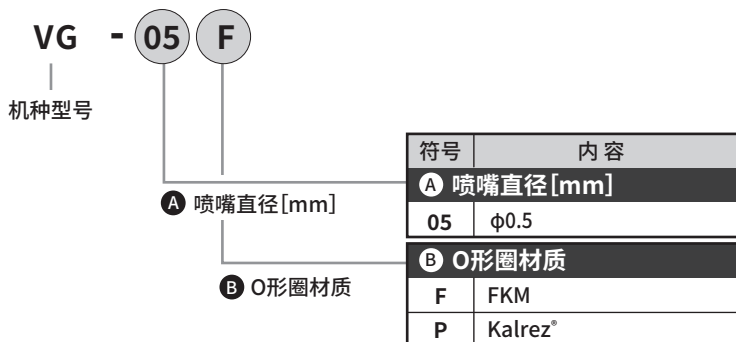 VG - 05 F
机种型号
符号 内容
A 喷嘴直径[mm]
A 喷嘴直径[mm]
05 φ0.5
B O形圈材质
B O形圈材质
F FKM
P Kalrez®